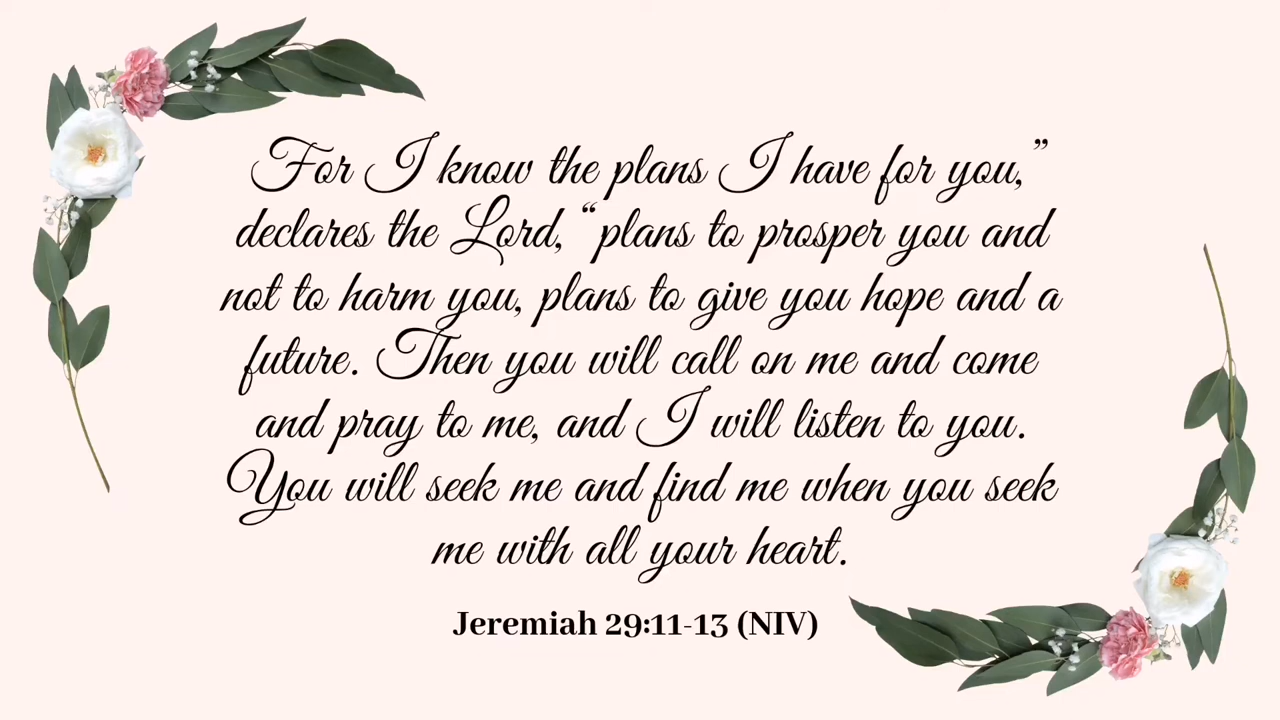 For I know the plans I have for you,”
declares the Lord, “plans to prosper you and
not to harm you, plans to give you hope and a
future. Then you will call on me and come
and pray to me, and I will listen to you.
You will seek me and find me when you seek
me with all your heart.
Jeremiah 29:11-13 (NIV)